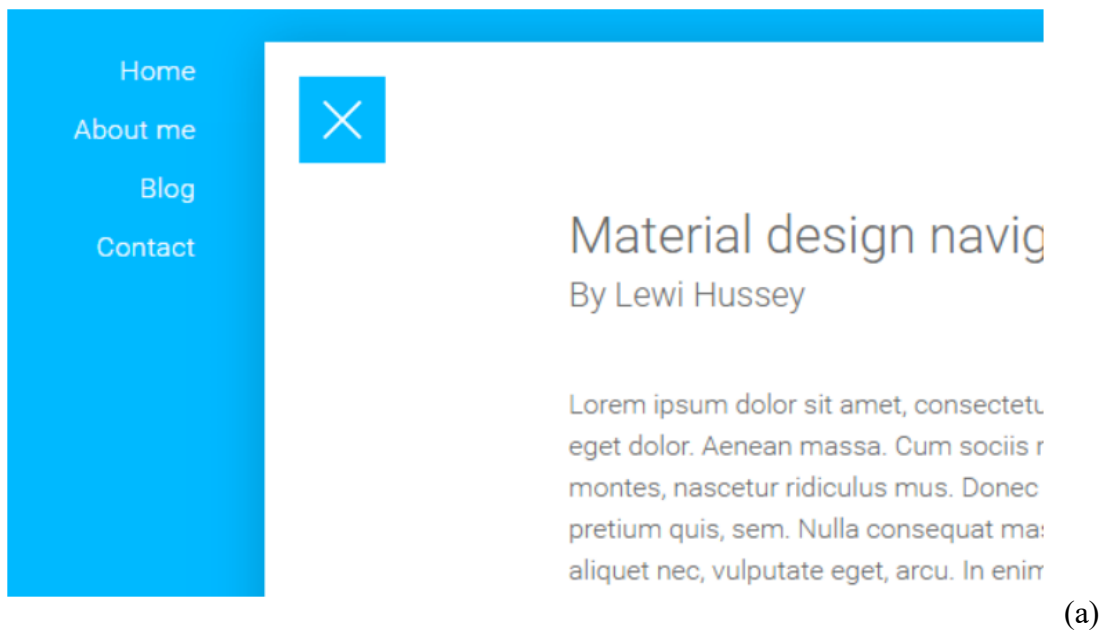 Home
About me
Blog
Contact
Material design navig
By Lewi Hussey
Lorem ipsum dolor sit amet, consectetu
eget dolor. Aenean massa. Cum sociis
montes, nascetur ridiculus mus. Donec
pretium quis, sem. Nulla consequat mas
aliquet nec, vulputate eget, arcu. In enim
(a)